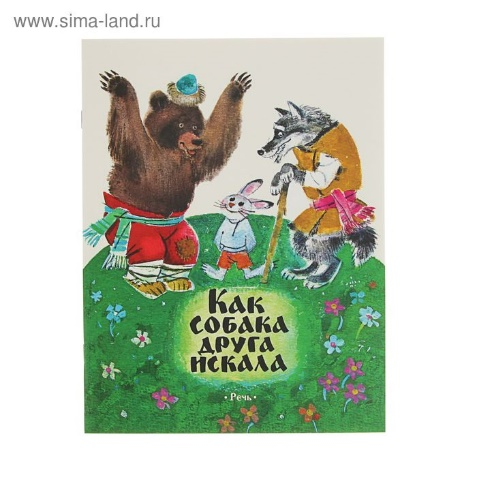 www.sima-land.ru
Как
собака
друга
искала
• Речь •